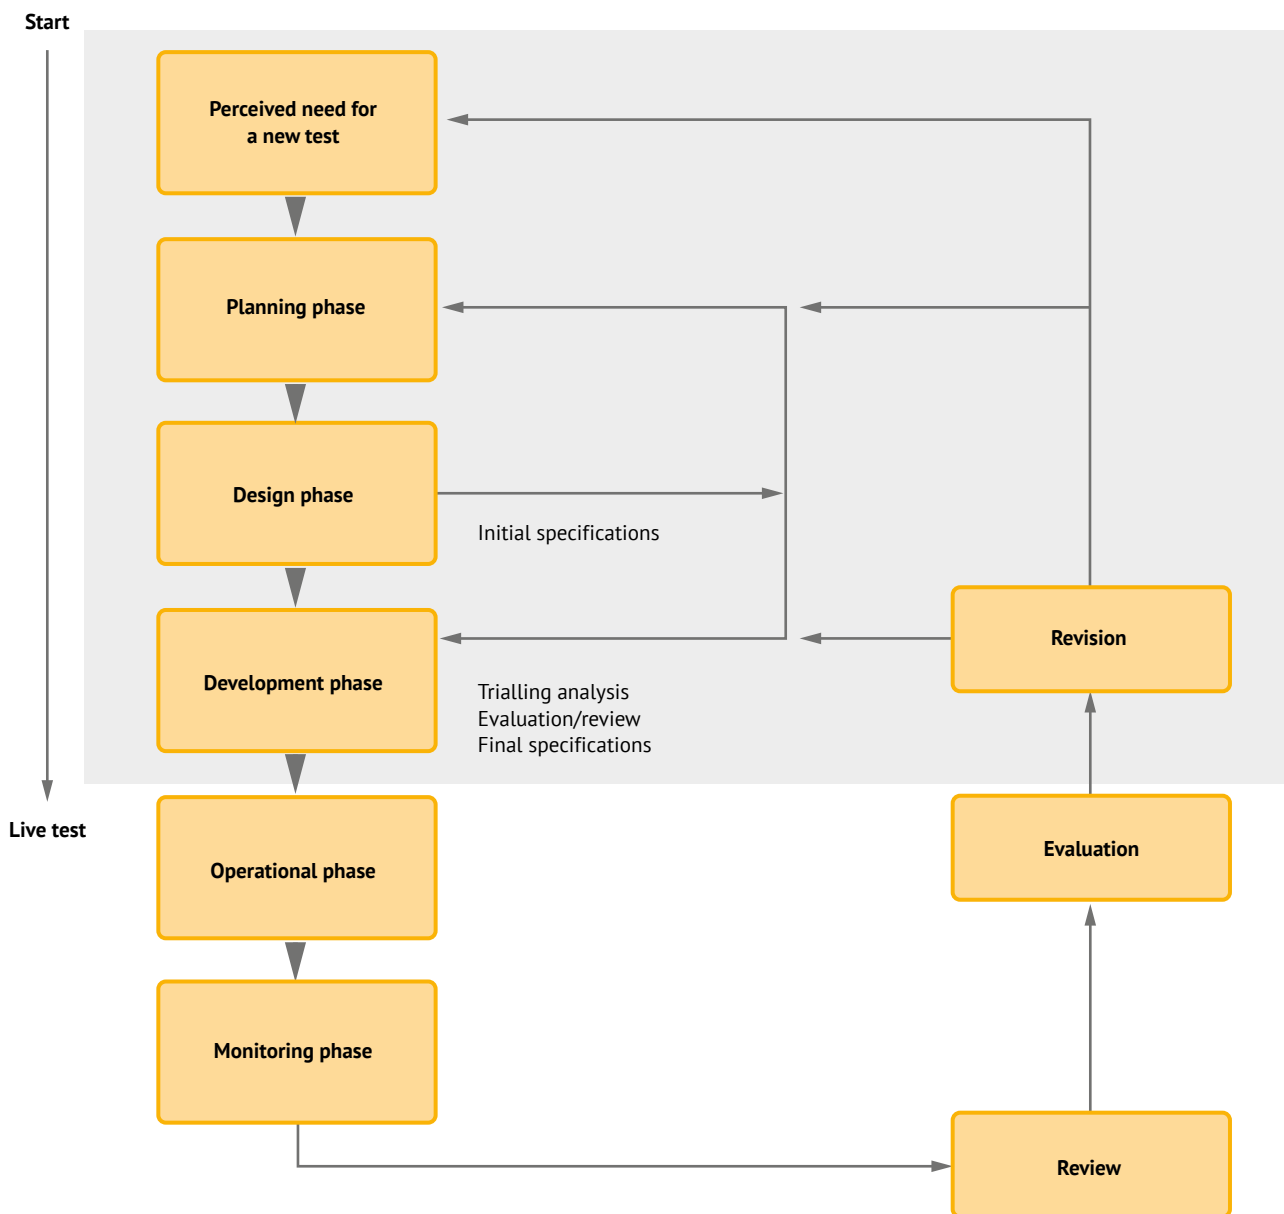 Start
Perceived need for
a new test
Planning phase
Design phase
Initial specifications
Revision
Development phase
Trialling analysis
Evaluation/review
Final specifications
Live test
Evaluation
Operational phase
Monitoring phase
Review